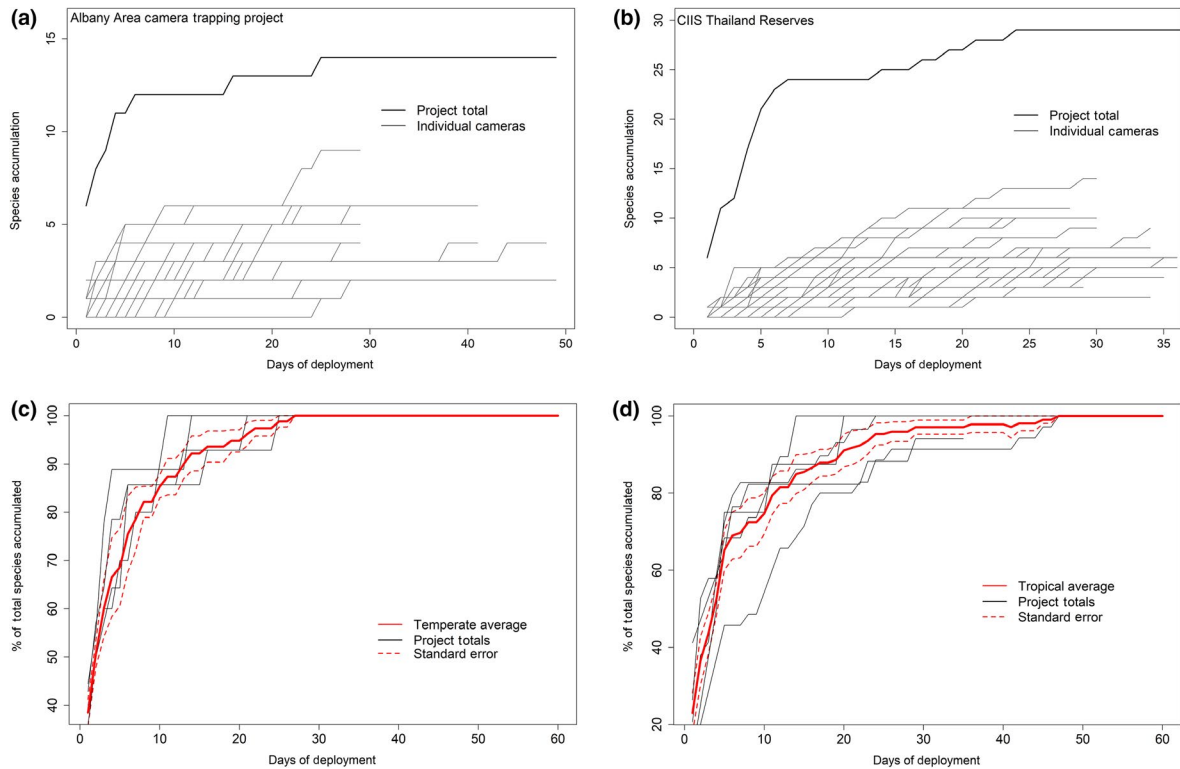 (a)
Albany Area camera trapping project
15
10
5
0
Species accumulation
Project total
Individual cameras
0 10 20 30 40 50
Days of deployment
(b)
CIIS Thailand Reserves
30
25
20
15
10
5
0
Species accumulation
Project total
Individual cameras
0 5 10 15 20 25 30 35
Days of deployment
(c)
100
90
80
70
60
50
40
% of total species accumulated
Temperate average
Project totals
Standard error
0 10 20 30 40 50 60
Days of deployment
(d)
100
80
60
40
20
% of total species accumulated
Tropical average
Project totals
Standard error
0 10 20 30 40 50 60
Days of deployment